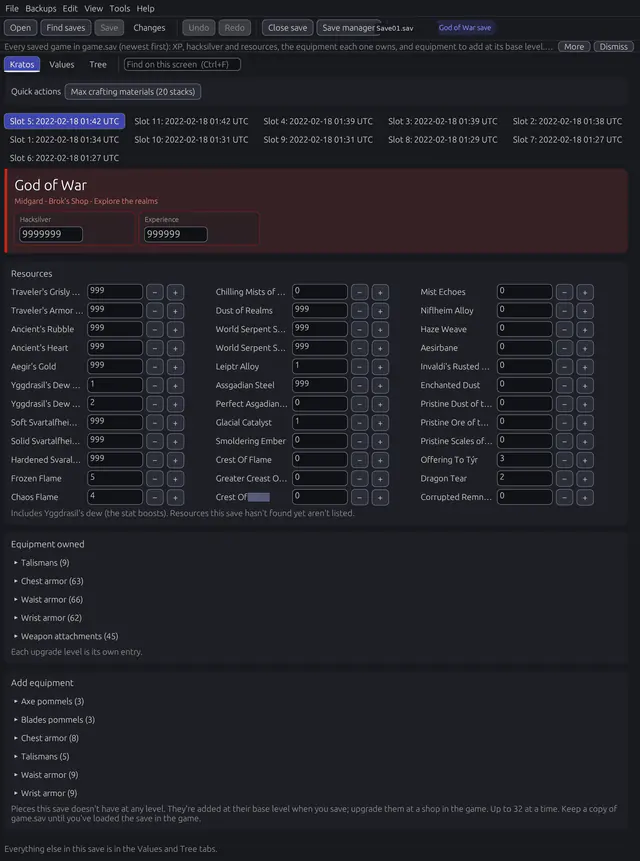 File Backups Edit View Tools Help
Open Find saves Save Changes Undo Redo Close save Save manager Save01.sav God of War save
Every saved game in game.sav (newest first): XP, hacksilver and resources, the equipment each one owns, and equipment to add at its base level.... More Dismiss
Kratos Values Tree Find on this screen (Ctrl+F)
Quick actions Max crafting materials (20 stacks)
Slot 5: 2022-02-18 01:42 UTC Slot 11: 2022-02-18 01:42 UTC Slot 4: 2022-02-18 01:39 UTC Slot 3: 2022-02-18 01:39 UTC Slot 2: 2022-02-18 01:38 UTC
Slot 1: 2022-02-18 01:34 UTC Slot 10: 2022-02-18 01:31 UTC Slot 9: 2022-02-18 01:31 UTC Slot 8: 2022-02-18 01:29 UTC Slot 7: 2022-02-18 01:27 UTC
Slot 6: 2022-02-18 01:27 UTC
God of War
Midgard - Brok's Shop - Explore the realms
Hacksilver Experience
9999999 999999
Resources
Traveler's Grisly ... 999 − + Chilling Mists of ... 0 − + Mist Echoes 0 − +
Traveler's Armor ... 999 − + Dust of Realms 999 − + Niflheim Alloy 0 − +
Ancient's Rubble 999 − + World Serpent S... 999 − + Haze Weave 0 − +
Ancient's Heart 999 − + World Serpent S... 999 − + Aesirbane 0 − +
Aegir's Gold 999 − + Leiptr Alloy 1 − + Invaldi's Rusted ... 0 − +
Yggdrasil's Dew ... 1 − + Assgadian Steel 999 − + Enchanted Dust 0 − +
Yggdrasil's Dew ... 2 − + Perfect Asgadian... 0 − + Pristine Dust of t... 0 − +
Soft Svartalfhei... 999 − + Glacial Catalyst 1 − + Pristine Ore of t... 0 − +
Solid Svartalfhei... 999 − + Smoldering Ember 0 − + Pristine Scales of... 0 − +
Hardened Svaral... 999 − + Crest Of Flame 0 − + Offering To Týr 3 − +
Frozen Flame 5 − + Greater Creast O... 0 − + Dragon Tear 2 − +
Chaos Flame 4 − + Crest Of 0 − + Corrupted Remn... 0 − +
Includes Yggdrasil's dew (the stat boosts). Resources this save hasn't found yet aren't listed.
Equipment owned
Talismans (9)
Chest armor (63)
Waist armor (66)
Wrist armor (62)
Weapon attachments (45)
Each upgrade level is its own entry.
Add equipment
Axe pommels (3)
Blades pommels (3)
Chest armor (8)
Talismans (5)
Waist armor (9)
Wrist armor (9)
Pieces this save doesn't have at any level. They're added at their base level when you save; upgrade them at a shop in the game. Up to 32 at a time. Keep a copy of
game.sav until you've loaded the save in the game.
Everything else in this save is in the Values and Tree tabs.